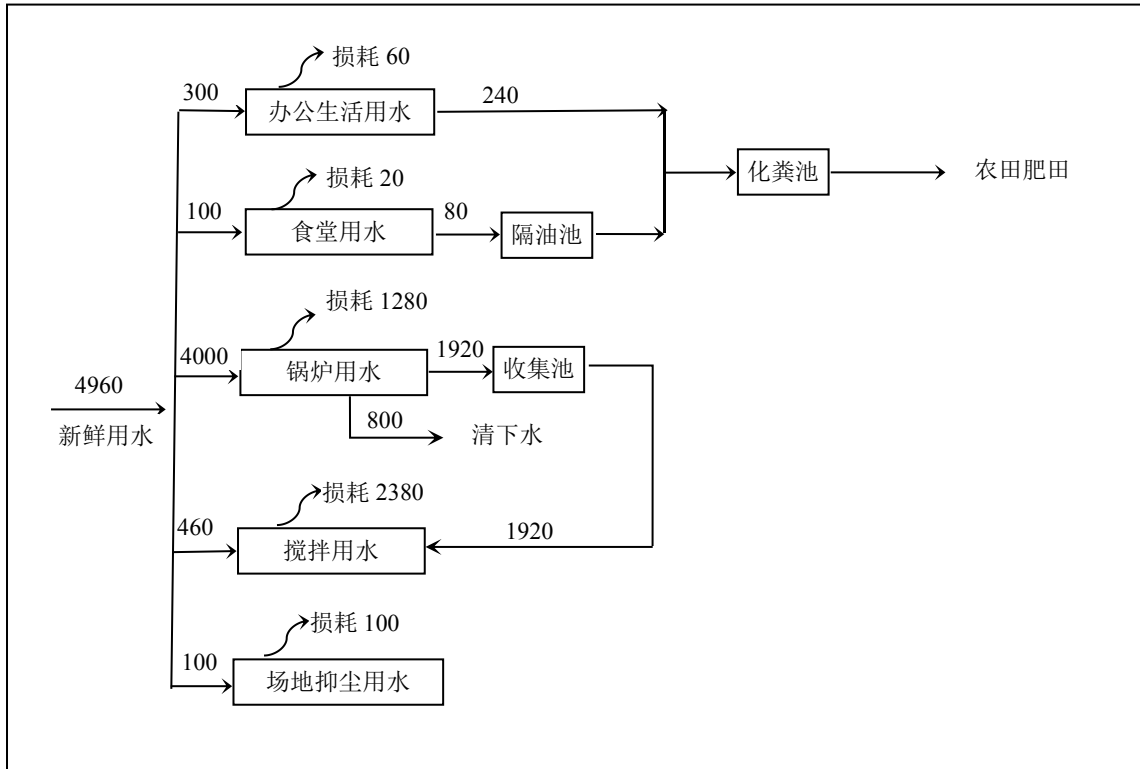 损耗 60
300
办公生活用水
240
化粪池
农田肥田
损耗 20
100
食堂用水
80
隔油池
损耗 1280
4000
锅炉用水
1920
收集池
4960
新鲜用水
800
清下水
损耗 2380
460
搅拌用水
1920
损耗 100
100
场地抑尘用水